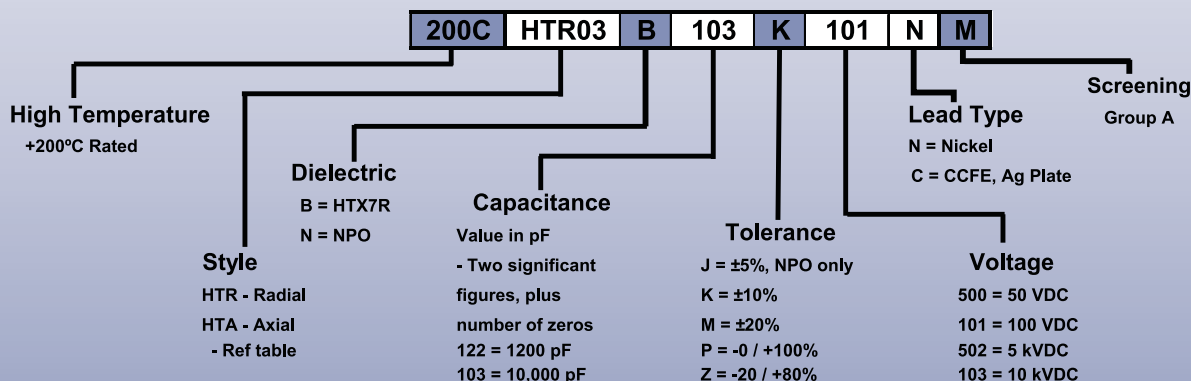 200C HTR03 B 103 K 101 N M
High Temperature
+200ºC Rated
Style
HTR - Radial
HTA - Axial
- Ref table
Dielectric
B = HTX7R
N = NPO
Capacitance
Value in pF
- Two significant
figures, plus
number of zeros
122 = 1200 pF
103 = 10,000 pF
Tolerance
J = ±5%, NPO only
K = ±10%
M = ±20%
P = -0 / +100%
Z = -20 / +80%
Voltage
500 = 50 VDC
101 = 100 VDC
502 = 5 kVDC
103 = 10 kVDC
Lead Type
N = Nickel
C = CCFE, Ag Plate
Screening
Group A